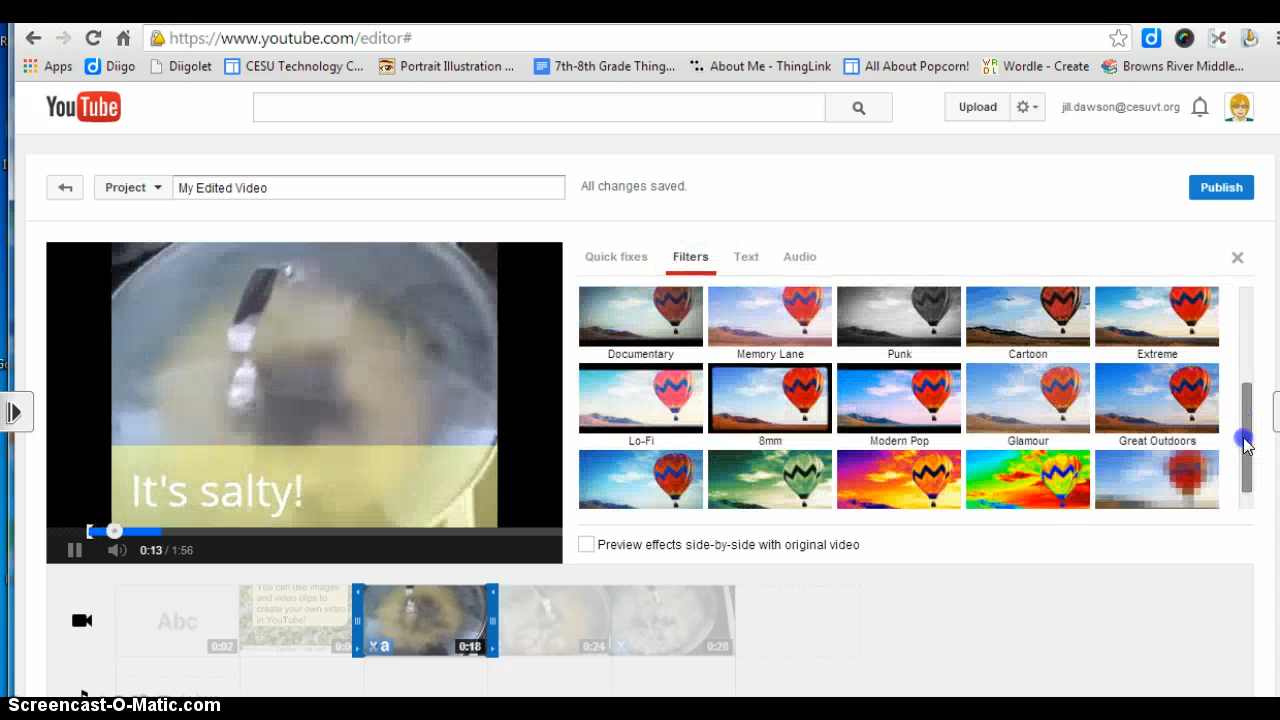 https://www.youtube.com/editor#
Apps
Diigo
Diigolet
CESU Technology C...
Portrait Illustration ...
7th-8th Grade Thing...
About Me - ThingLink
All About Popcorn!
Wordle - Create
Browns River Middle...
YouTube
Upload
jill.dawson@cesuvt.org
Project
My Edited Video
All changes saved.
Publish
Quick fixes
Filters
Text
Audio
Documentary
Memory Lane
Punk
Cartoon
Extreme
Lo-Fi
8mm
Modern Pop
Glamour
Great Outdoors
It's salty!
0:13 / 1:56
Preview effects side-by-side with original video
Abc
0:02
You can use images
and video clips to
create your own video
in YouTube!
a
0:18
0:24
0:28
Screencast-O-Matic.com